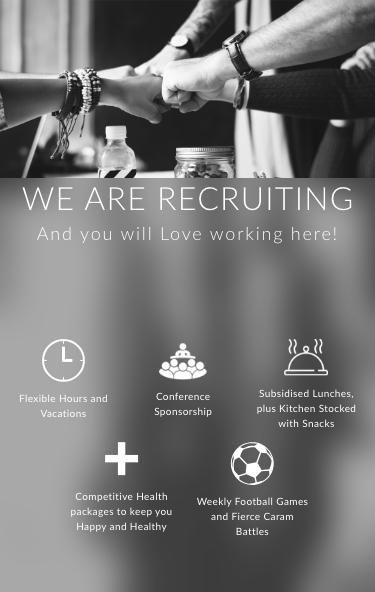 WE ARE RECRUITING
And you will Love working here!
Flexible Hours and
Vacations
Conference
Sponsorship
Subsidised Lunches,
plus Kitchen Stocked
with Snacks
Competitive Health
packages to keep you
Happy and Healthy
Weekly Football Games
and Fierce Caram
Battles